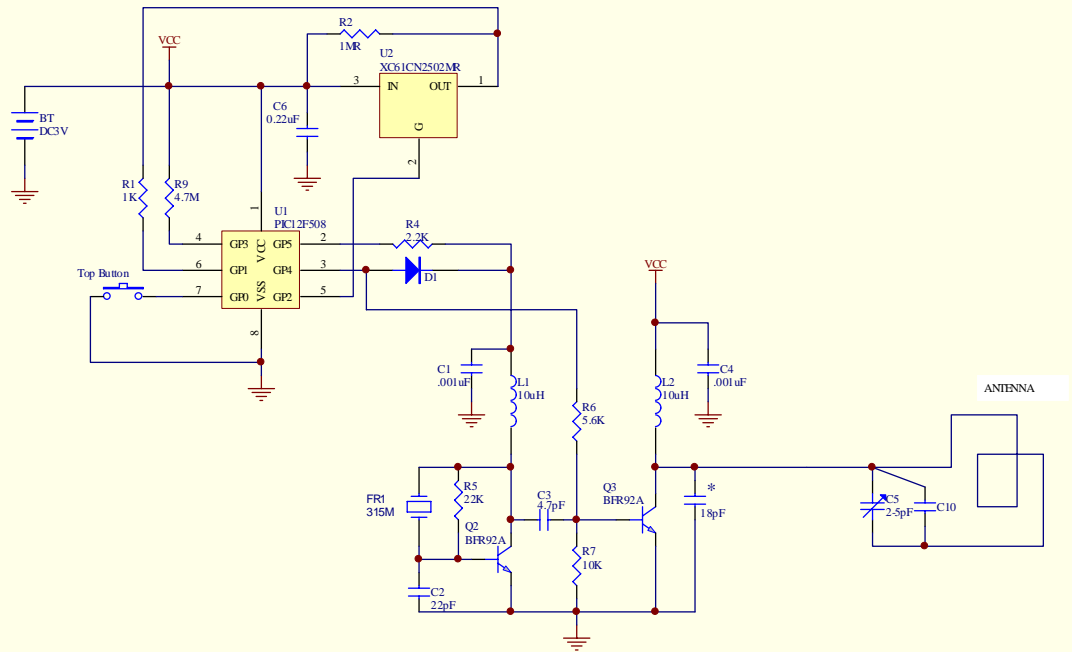 R2
1MR
VCC
U2
XC61CN2502MR
3
IN
OUT
1
G
2
BT
DC3V
C6
0.22uF
R1
1K
R9
4.7M
1
U1
PIC12F508
4
GP3
VCC
GP5
2
R4
2.2K
6
GP1
GP4
3
D1
Top Button
7
GP0
VSS
GP2
5
8
VCC
C1
.001uF
L1
10uH
L2
10uH
C4
.001uF
ANTENNA
R6
5.6K
FR1
315M
R5
22K
Q2
BFR92A
C3
4.7pF
Q3
BFR92A
*
18pF
C5
2-5pF
C10
R7
10K
C2
22pF